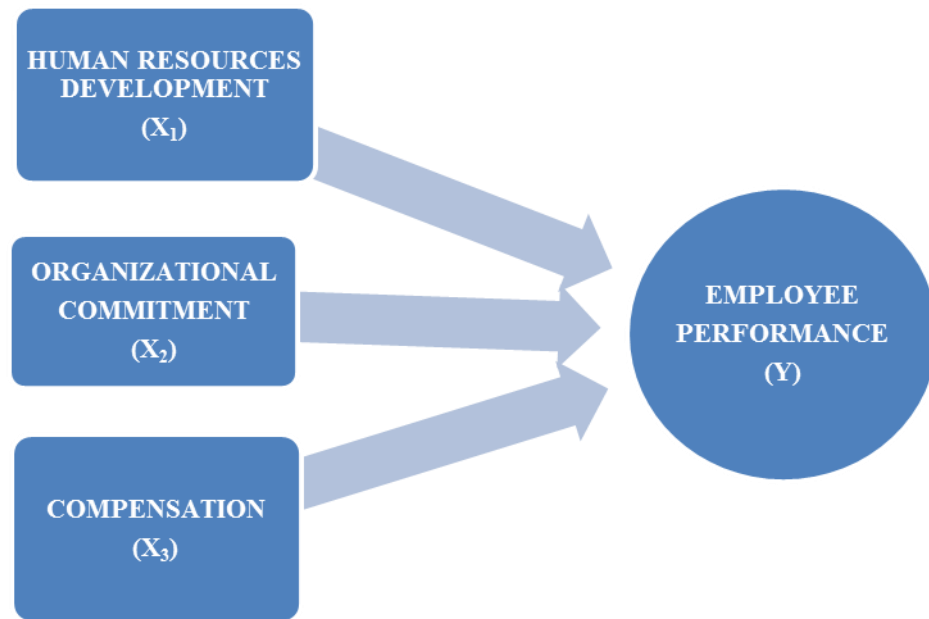 HUMAN RESOURCES
DEVELOPMENT
(X₁)
ORGANIZATIONAL
COMMITMENT
(X₂)
COMPENSATION
(X₃)
EMPLOYEE
PERFORMANCE
(Y)